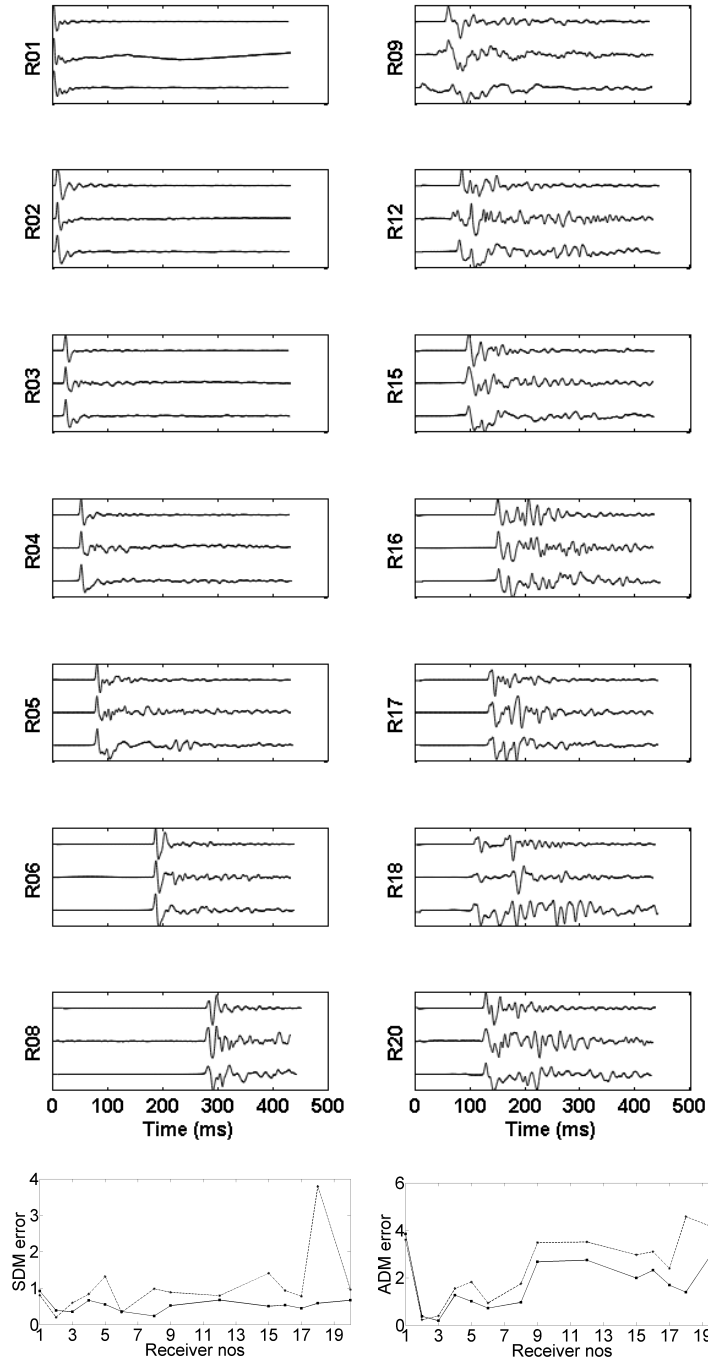 R01
R09
R02
R12
R03
R15
R04
R16
R05
R17
R06
R18
R08
R20
0 100 200 300 400 500
Time (ms)
0 100 200 300 400 500
Time (ms)
4
3
2
1
0
SDM error
1 3 5 7 9 11 13 15 17 19
Receiver nos
6
4
2
0
ADM error
1 3 5 7 9 11 13 15 17 19
Receiver nos